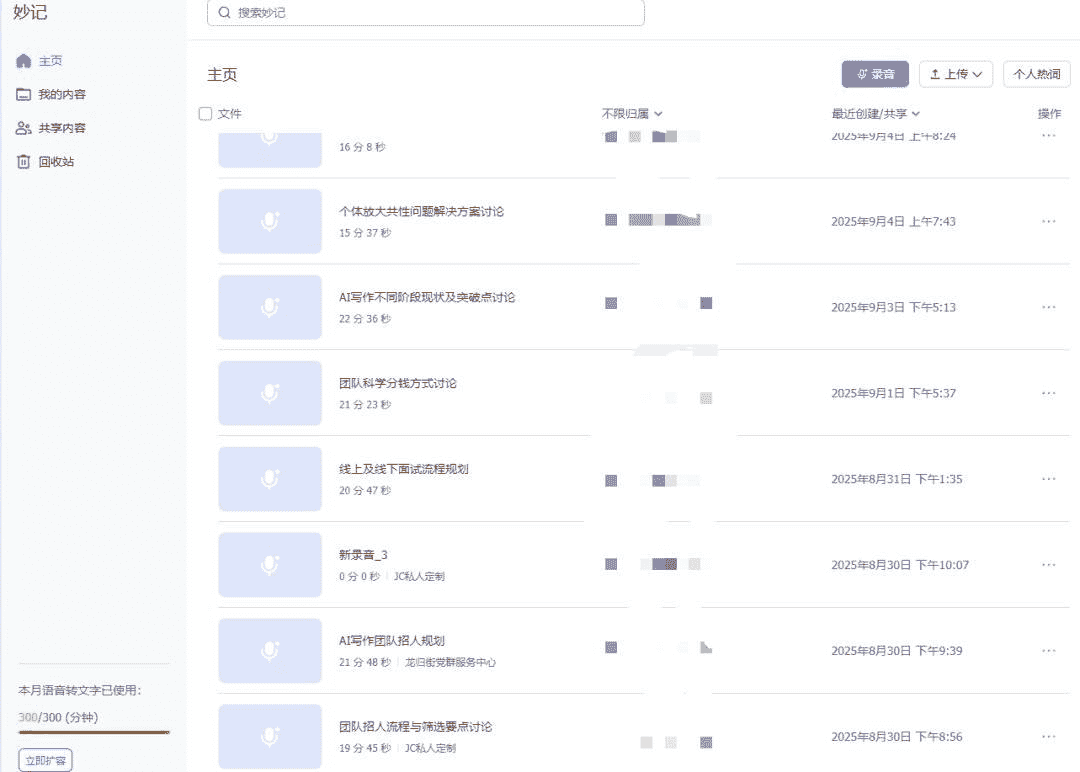 妙记
搜索妙记
主页
我的内容
共享内容
回收站
主页
录音
上传
个人热词
文件
不限归属
最近创建/共享
操作
16 分 8 秒
2025年9月4日 上午8:24
个体放大共性问题解决方案讨论
15 分 37 秒
2025年9月4日 上午7:43
AI写作不同阶段现状及突破点讨论
22 分 36 秒
2025年9月3日 下午5:13
团队科学分钱方式讨论
21 分 23 秒
2025年9月1日 下午5:37
线上及线下面试流程规划
20 分 47 秒
2025年8月31日 下午1:35
新录音_3
0 分 0 秒 | JC私人定制
2025年8月30日 下午10:07
AI写作团队招人规划
21 分 48 秒 | 龙归街党群服务中心
2025年8月30日 下午9:39
团队招人流程与筛选要点讨论
19 分 45 秒 | JC私人定制
2025年8月30日 下午8:56
本月语音转文字已使用:
300/300 (分钟)
立即扩容